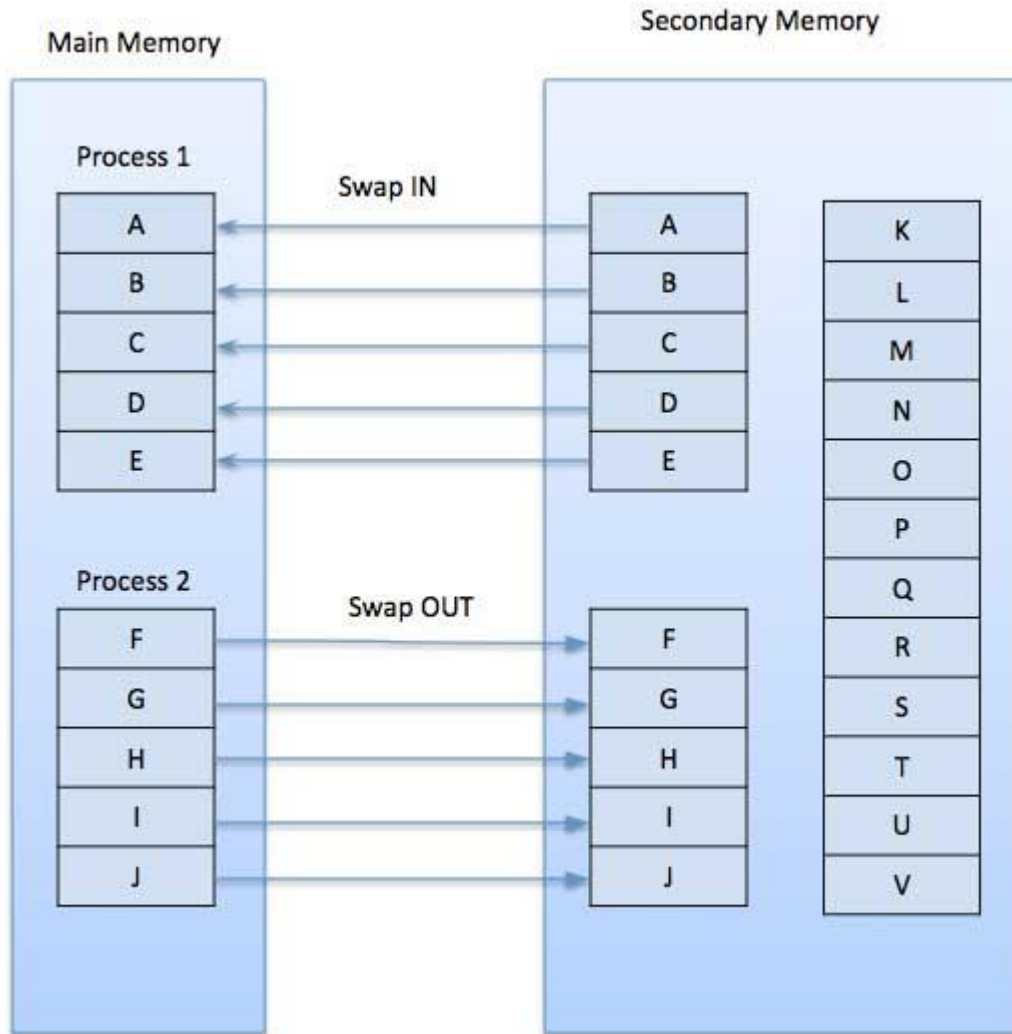 Main Memory
Secondary Memory
Process 1
Swap IN
A
B
C
D
E
Process 2
Swap OUT
F
G
H
I
J
A
B
C
D
E
F
G
H
I
J
K
L
M
N
O
P
Q
R
S
T
U
V